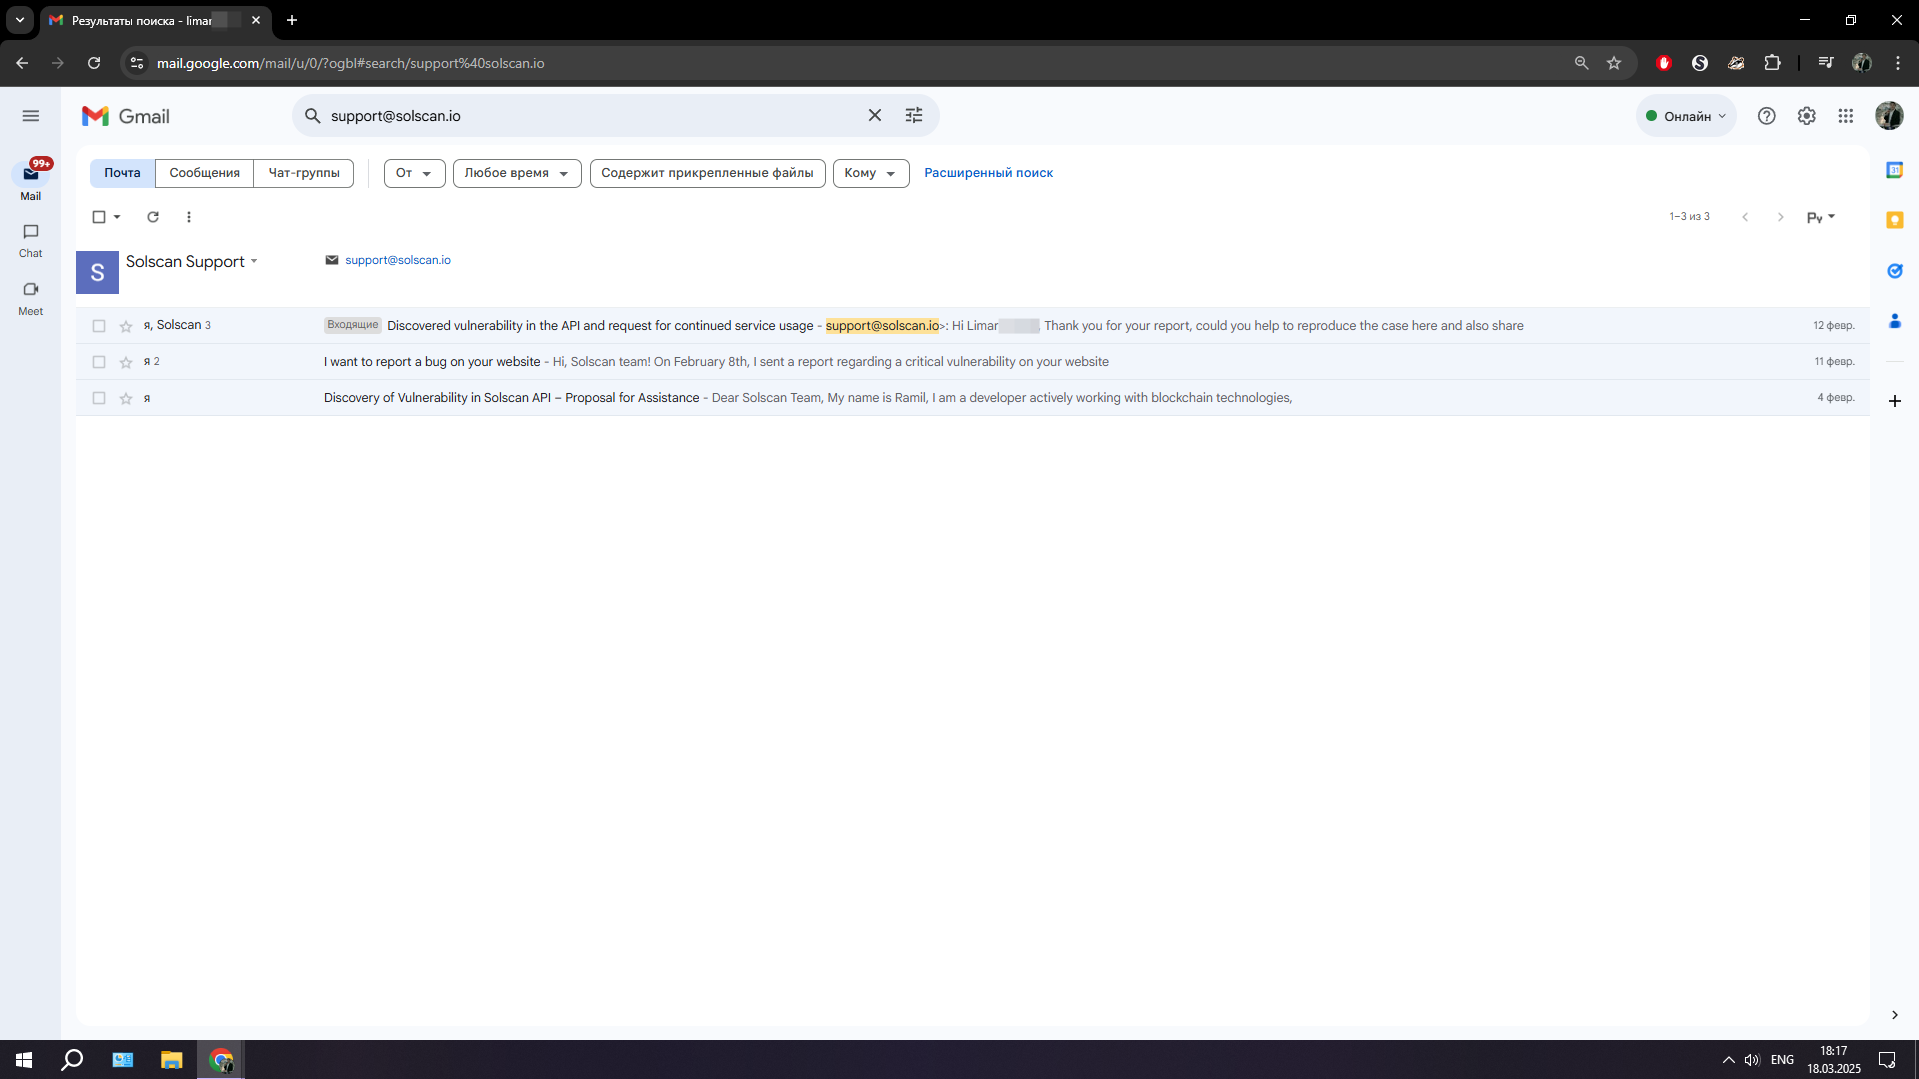 Результаты поиска - limar
mail.google.com/mail/u/0/?ogbl#search/support%40solscan.io
Gmail
support@solscan.io
Онлайн
99+
Mail
Chat
Meet
Почта Сообщения Чат-группы От Любое время Содержит прикрепленные файлы Кому Расширенный поиск
1–3 из 3
Ру
S
Solscan Support
support@solscan.io
31
я, Solscan 3 Входящие Discovered vulnerability in the API and request for continued service usage - support@solscan.io>: Hi Limar Thank you for your report, could you help to reproduce the case here and also share 12 февр.
я 2 I want to report a bug on your website - Hi, Solscan team! On February 8th, I sent a report regarding a critical vulnerability on your website 11 февр.
я Discovery of Vulnerability in Solscan API – Proposal for Assistance - Dear Solscan Team, My name is Ramil, I am a developer actively working with blockchain technologies, 4 февр.
ENG
18:17
18.03.2025